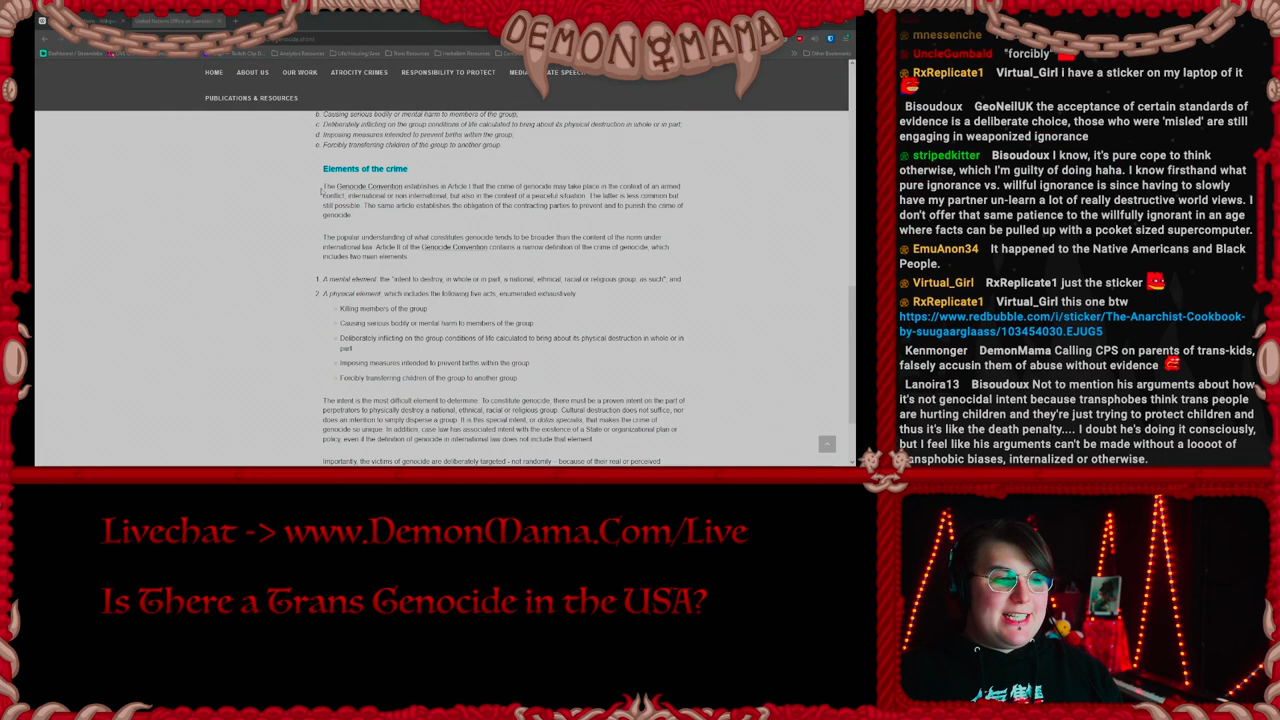 United Nations Office on Genocid
DEMON MAMA
Other Bookmarks
HOME ABOUT US OUR WORK ATROCITY CRIMES RESPONSIBILITY TO PROTECT
PUBLICATIONS & RESOURCES
b. Causing serious bodily or mental harm to members of the group;
c. Deliberately inflicting on the group conditions of life calculated to bring about its physical destruction in whole or in part;
d. Imposing measures intended to prevent births within the group;
e. Forcibly transferring children of the group to another group.
Elements of the crime
The Genocide Convention establishes in Article I that the crime of genocide may take place in the context of an armed
conflict, international or non international, but also in the context of a peaceful situation. The latter is less common but
still possible. The same article establishes the obligation of the contracting parties to prevent and to punish the crime of
genocide.
The popular understanding of what constitutes genocide tends to be broader than the content of the norm under
international law. Article II of the Genocide Convention contains a narrow definition of the crime of genocide, which
includes two main elements:
1. A mental element: the "intent to destroy, in whole or in part, a national, ethnical, racial or religious group, as such"; and
2. A physical element, which includes the following five acts, enumerated exhaustively
Killing members of the group
Causing serious bodily or mental harm to members of the group
Deliberately inflicting on the group conditions of life calculated to bring about its physical destruction in whole or in
part
Imposing measures intended to prevent births within the group
Forcibly transferring children of the group to another group
The intent is the most difficult element to determine. To constitute genocide, there must be a proven intent on the part of
perpetrators to physically destroy a national, ethnical, racial or religious group. Cultural destruction does not suffice, nor
does an intention to simply disperse a group. It is this special intent, or dolus specialis, that makes the crime of
genocide so unique. In addition, case law has associated intent with the existence of a State or organizational plan or
policy, even if the definition of genocide in international law does not include that element.
Importantly, the victims of genocide are deliberately targeted - not randomly – because of their real or perceived
mnessenche
UncleGumbald "forcibly"
RxReplicate1 Virtual_Girl i have a sticker on my laptop of it
Bisoudoux GeoNeilUK the acceptance of certain standards of
evidence is a deliberate choice, those who were 'misled' are still
engaging in weaponized ignorance
stripedkitter Bisoudoux I know, it's pure cope to think
otherwise, which I'm guilty of doing. I know firsthand what
pure ignorance vs. willful ignorance is since having to slowly
have my partner un-learn a lot of really destructive world views. I
don't offer that same patience to the willfully ignorant in an age
where facts can be pulled up with a pcoket sized supercomputer.
EmuAnon34 It happened to the Native Americans and Black
People.
Virtual_Girl RxReplicate1 just the sticker
RxReplicate1 Virtual_Girl this one btw
https://www.redbubble.com/i/sticker/The-Anarchist-Cookbook-
by-suugaarglaass/103454030.EJUG5
Kenmonger DemonMama Calling CPS on parents of trans-kids,
falsely accusin them of abuse without evidence
Lanoira13 Bisoudoux Not to mention his arguments about how
it's not genocidal intent because transphobes think trans people
are hurting children and they're just trying to protect children and
thus it's like the death penalty.... I doubt he's doing it consciously,
but I feel like his arguments can't be made without a loooot of
transphobic biases, internalized or otherwise.
Livechat -> www.DemonMama.Com/Live
Is There a Trans Genocide in the USA?